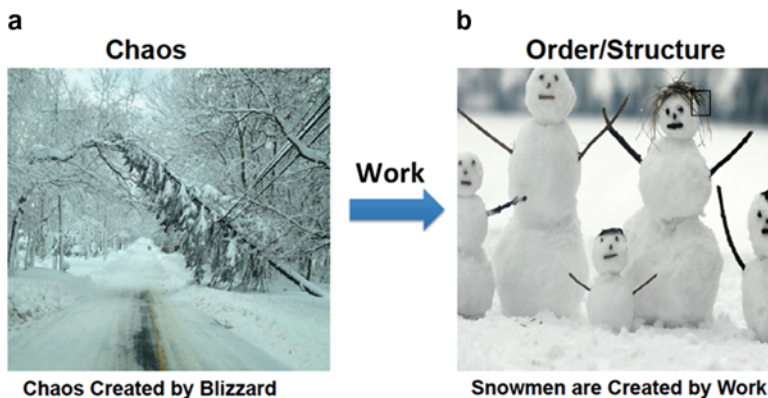 a
Chaos
Chaos Created by Blizzard
Work
b
Order/Structure
Snowmen are Created by Work